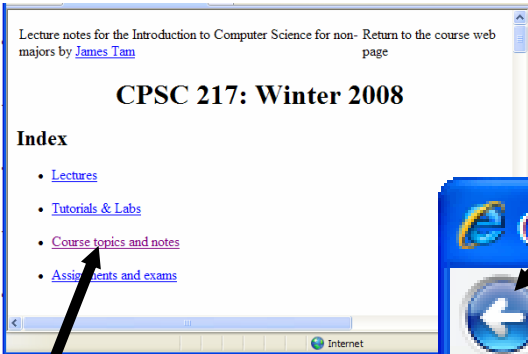 Lecture notes for the Introduction to Computer Science for non-
majors by James Tam
Return to the course web
page
CPSC 217: Winter 2008
Index
• Lectures
• Tutorials & Labs
• Course topics and notes
• Assignments and exams
Internet